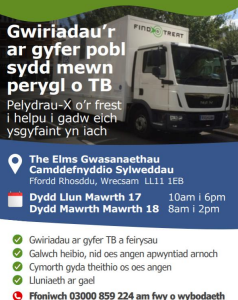 Gwiriadau'r
ar gyfer pobl
sydd mewn
perygl o TB
Pelydrau-X o'r frest
i helpu i gadw eich
ysgyfaint yn iach
FIND TREAT
The Elms Gwasanaethau
Camddefnyddio Sylweddau
Ffordd Rhosddu, Wrecsam LL11 1EB
Dydd Llun Mawrth 17 10am i 6pm
Dydd Mawrth Mawrth 18 8am i 2pm
Gwiriadau ar gyfer TB a feirysau
Galwch heibio, nid oes angen apwyntiad arnoch
Cymorth gyda theithio os oes angen
Lluniaeth ar gael
Ffoniwch 03000 859 224 am fwy o wybodaeth